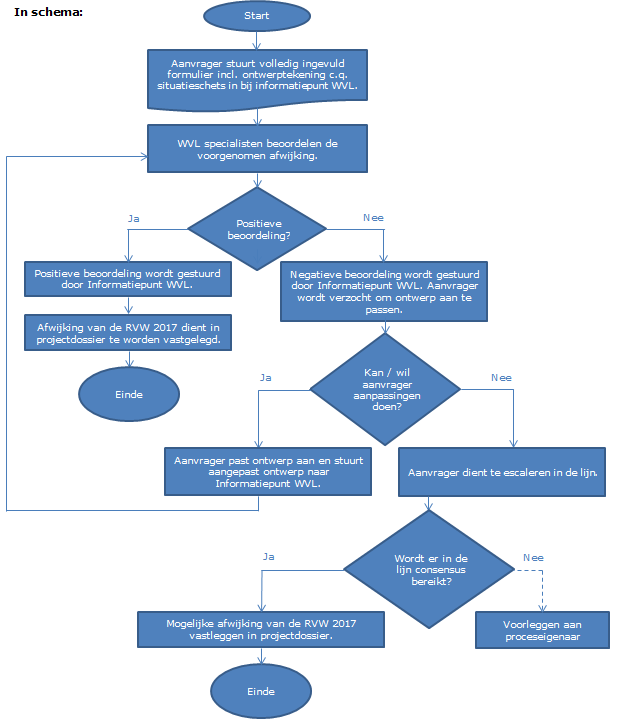 In schema:
Start
Aanvrager stuurt volledig ingevuld
formulier incl. ontwerptekening c.q.
situatieschets in bij informatiepunt WVL.
WVL specialisten beoordelen de
voorgenomen afwijking.
Positieve
beoordeling?
Ja
Nee
Positieve beoordeling wordt gestuurd
door Informatiepunt WVL.
Negatieve beoordeling wordt gestuurd
door Informatiepunt WVL. Aanvrager
wordt verzocht om ontwerp aan te
passen.
Afwijking van de RVW 2017 dient in
projectdossier te worden vastgelegd.
Einde
Kan / wil
aanvrager
aanpassingen
doen?
Ja
Nee
Aanvrager past ontwerp aan en stuurt
aangepast ontwerp naar
Informatiepunt WVL.
Aanvrager dient te escaleren in de lijn.
Wordt er in de
lijn consensus
bereikt?
Ja
Nee
Mogelijke afwijking van de RVW 2017
vastleggen in projectdossier.
Voorleggen aan
proceseigenaar
Einde